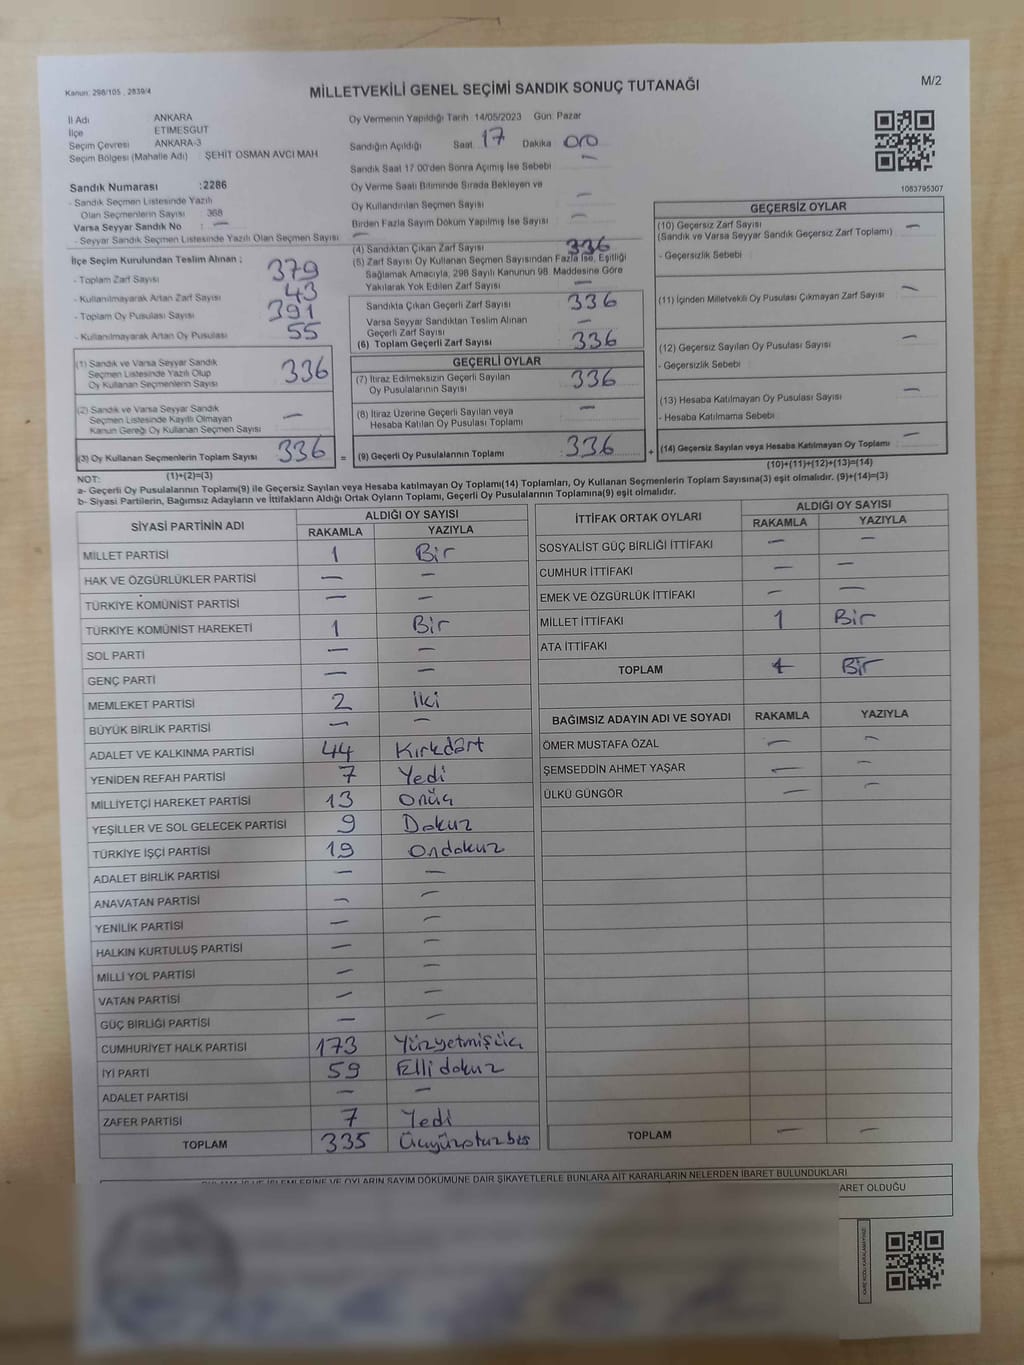 Kanun: 298/105 , 2839/4
MİLLETVEKİLİ GENEL SEÇİMİ SANDIK SONUÇ TUTANAĞI
M/2
İl Adı ANKARA
İlçe ETİMESGUT
Seçim Çevresi ANKARA-3
Seçim Bölgesi (Mahalle Adı) ŞEHİT OSMAN AVCI MAH
Oy Vermenin Yapıldığı Tarih 14/05/2023 Gün: Pazar
Sandığın Açıldığı Saat 17 Dakika 00
Sandık Saat 17:00'den Sonra Açımış İse Sebebi —
Oy Verme Saati Bitiminde Sırada Bekleyen ve
Oy Kullandırılan Seçmen Sayısı —
Birden Fazla Sayım Döküm Yapılmış İse Sayısı —
1083795307
Sandık Numarası :2286
- Sandık Seçmen Listesinde Yazılı
Olan Seçmenlerin Sayısı : 368
Varsa Seyyar Sandık No : —
- Seyyar Sandık Seçmen Listesinde Yazılı Olan Seçmen Sayısı —
İlçe Seçim Kurulundan Teslim Alınan ;
- Toplam Zarf Sayısı 379
- Kullanılmayarak Artan Zarf Sayısı 43
- Toplam Oy Pusulası Sayısı 391
- Kullanılmayarak Artan Oy Pusulası 55
(1) Sandık ve Varsa Seyyar Sandık
Seçmen Listesinde Yazılı Olup
Oy Kullanan Seçmenlerin Sayısı 336
(2) Sandık ve Varsa Seyyar Sandık
Seçmen Listesinde Kayıtlı Olmayan
Kanun Gereği Oy Kullanan Seçmen Sayısı —
(3) Oy Kullanan Seçmenlerin Toplam Sayısı 336 =
(1)+(2)=(3)
(4) Sandıktan Çıkan Zarf Sayısı 336
(5) Zarf Sayısı Oy Kullanan Seçmen Sayısından Fazla İse, Eşitliği
Sağlamak Amacıyla, 298 Sayılı Kanunun 98. Maddesine Göre
Yakılarak Yok Edilen Zarf Sayısı —
Sandıkta Çıkan Geçerli Zarf Sayısı 336
Varsa Seyyar Sandıktan Teslim Alınan
Geçerli Zarf Sayısı —
(6) Toplam Geçerli Zarf Sayısı 336
GEÇERLİ OYLAR
(7) İtiraz Edilmeksizin Geçerli Sayılan
Oy Pusulalarının Sayısı 336
(8) İtiraz Üzerine Geçerli Sayılan veya
Hesaba Katılan Oy Pusulası Toplamı —
(9) Geçerli Oy Pusulalarının Toplamı 336 +
GEÇERSİZ OYLAR
(10) Geçersiz Zarf Sayısı —
(Sandık ve Varsa Seyyar Sandık Geçersiz Zarf Toplamı)
- Geçersizlik Sebebi
(11) İçinden Milletvekili Oy Pusulası Çıkmayan Zarf Sayısı —
(12) Geçersiz Sayılan Oy Pusulası Sayısı —
- Geçersizlik Sebebi
(13) Hesaba Katılmayan Oy Pusulası Sayısı —
- Hesaba Katılmama Sebebi
(14) Geçersiz Sayılan veya Hesaba Katılmayan Oy Toplamı —
(10)+(11)+(12)+(13)=(14)
NOT:
a- Geçerli Oy Pusulalarının Toplamı(9) ile Geçersiz Sayılan veya Hesaba katılmayan Oy Toplamı(14) Toplamları, Oy Kullanan Seçmenlerin Toplam Sayısına(3) eşit olmalıdır. (9)+(14)=(3)
b- Siyasi Partilerin, Bağımsız Adayların ve İttifakların Aldığı Ortak Oyların Toplamı, Geçerli Oy Pusulalarının Toplamına(9) eşit olmalıdır.
SİYASİ PARTİNİN ADI ALDIĞI OY SAYISI
RAKAMLA YAZIYLA
MİLLET PARTİSİ 1 Bir
HAK VE ÖZGÜRLÜKLER PARTİSİ — —
TÜRKİYE KOMÜNİST PARTİSİ — —
TÜRKİYE KOMÜNİST HAREKETİ 1 Bir
SOL PARTİ — —
GENÇ PARTİ — —
MEMLEKET PARTİSİ 2 İki
BÜYÜK BİRLİK PARTİSİ — —
ADALET VE KALKINMA PARTİSİ 44 Kırkdört
YENİDEN REFAH PARTİSİ 7 Yedi
MİLLİYETÇİ HAREKET PARTİSİ 13 Onüç
YEŞİLLER VE SOL GELECEK PARTİSİ 9 Dokuz
TÜRKİYE İŞÇİ PARTİSİ 19 Ondokuz
ADALET BİRLİK PARTİSİ — —
ANAVATAN PARTİSİ — —
YENİLİK PARTİSİ — —
HALKIN KURTULUŞ PARTİSİ — —
MİLLİ YOL PARTİSİ — —
VATAN PARTİSİ — —
GÜÇ BİRLİĞİ PARTİSİ — —
CUMHURİYET HALK PARTİSİ 173 Yüzyetmişüç
İYİ PARTİ 59 Ellidokuz
ADALET PARTİSİ — —
ZAFER PARTİSİ 7 Yedi
TOPLAM 335 Üçyüzotuzbeş
İTTİFAK ORTAK OYLARI ALDIĞI OY SAYISI
RAKAMLA YAZIYLA
SOSYALİST GÜÇ BİRLİĞİ İTTİFAKI — —
CUMHUR İTTİFAKI — —
EMEK VE ÖZGÜRLÜK İTTİFAKI — —
MİLLET İTTİFAKI 1 Bir
ATA İTTİFAKI
TOPLAM 1 Bir
BAĞIMSIZ ADAYIN ADI VE SOYADI RAKAMLA YAZIYLA
ÖMER MUSTAFA ÖZAL — —
ŞEMSEDDİN AHMET YAŞAR — —
ÜLKÜ GÜNGÖR — —
TOPLAM — —
OYLARIN SAYIM DÖKÜMÜNE DAİR ŞİKAYETLERLE BUNLARA AİT KARARLARIN NELERDEN İBARET BULUNDUKLARI
OLDUĞU